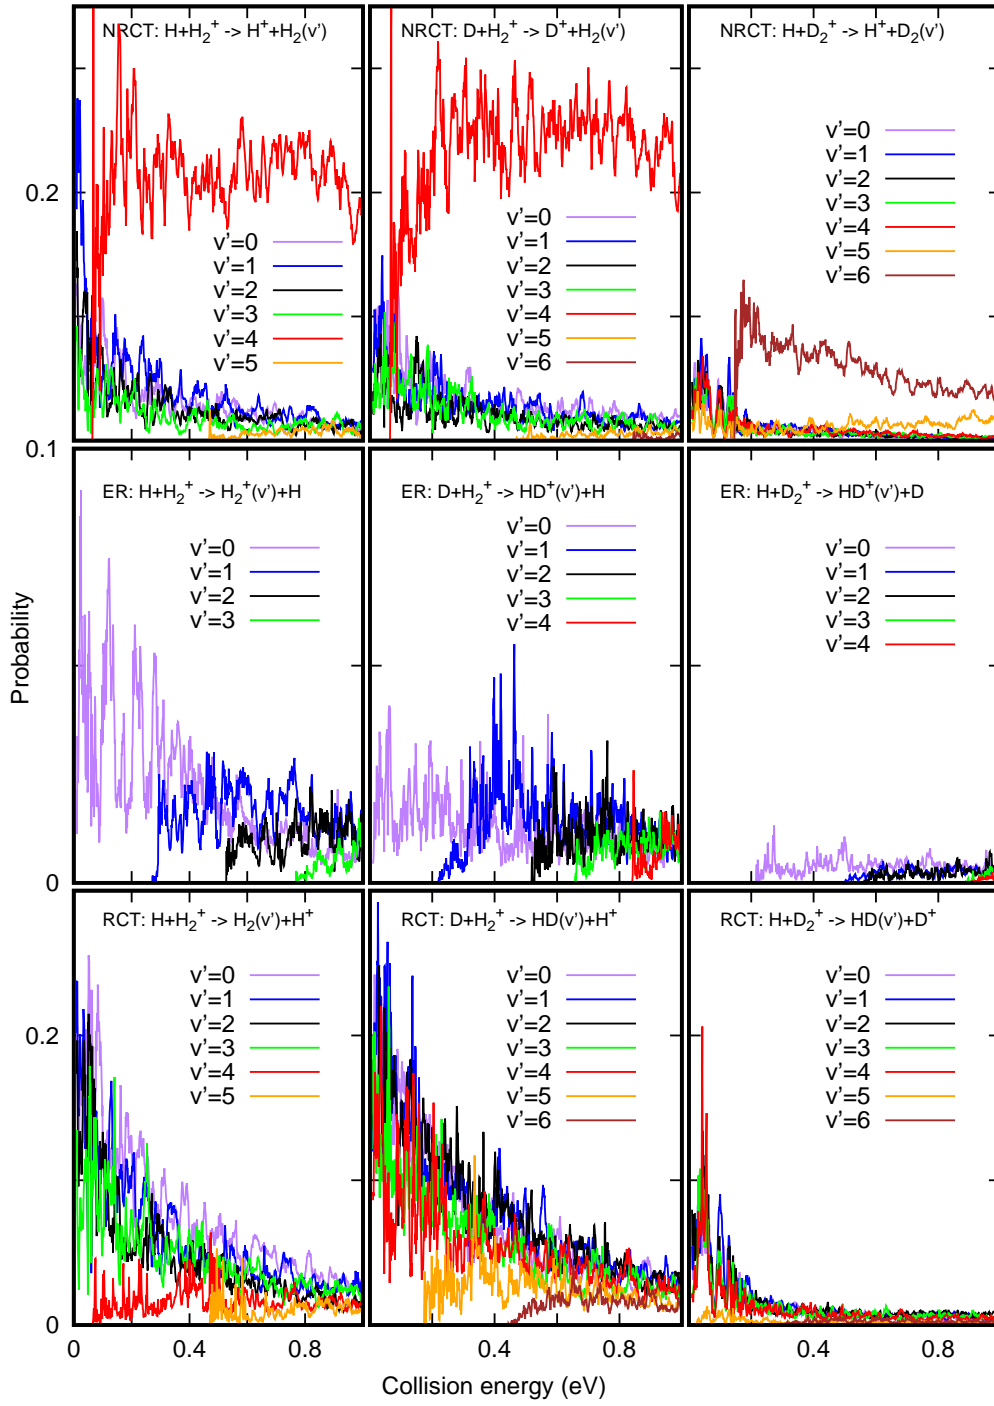 NRCT: H+H2+ -> H++H2(v') NRCT: D+H2+ -> D++H2(v') NRCT: H+D2+ -> H++D2(v')
v'=0
v'=1
v'=2
v'=3
v'=4
v'=5
v'=0
v'=1
v'=2
v'=3
v'=4
v'=5
v'=6
v'=0
v'=1
v'=2
v'=3
v'=4
v'=5
v'=6
0.2
0.1
ER: H+H2+ -> H2+(v')+H ER: D+H2+ -> HD+(v')+H ER: H+D2+ -> HD+(v')+D
v'=0
v'=1
v'=2
v'=3
v'=0
v'=1
v'=2
v'=3
v'=4
v'=0
v'=1
v'=2
v'=3
v'=4
Probability
0
RCT: H+H2+ -> H2(v')+H+ RCT: D+H2+ -> HD(v')+H+ RCT: H+D2+ -> HD(v')+D+
v'=0
v'=1
v'=2
v'=3
v'=4
v'=5
v'=0
v'=1
v'=2
v'=3
v'=4
v'=5
v'=6
v'=0
v'=1
v'=2
v'=3
v'=4
v'=5
v'=6
0.2
0
0 0.4 0.8 0.4 0.8 0.4 0.8
Collision energy (eV)